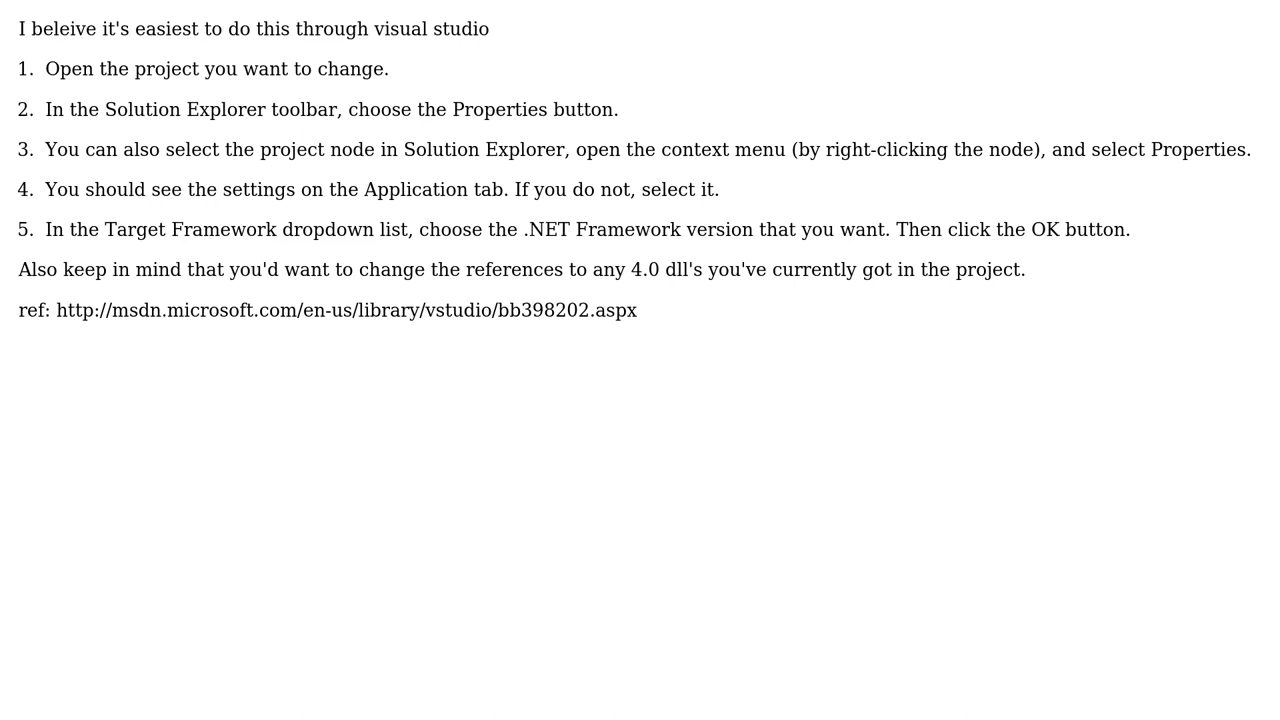 I beleive it's easiest to do this through visual studio
1. Open the project you want to change.
2. In the Solution Explorer toolbar, choose the Properties button.
3. You can also select the project node in Solution Explorer, open the context menu (by right-clicking the node), and select Properties.
4. You should see the settings on the Application tab. If you do not, select it.
5. In the Target Framework dropdown list, choose the .NET Framework version that you want. Then click the OK button.
Also keep in mind that you'd want to change the references to any 4.0 dll's you've currently got in the project.
ref: http://msdn.microsoft.com/en-us/library/vstudio/bb398202.aspx